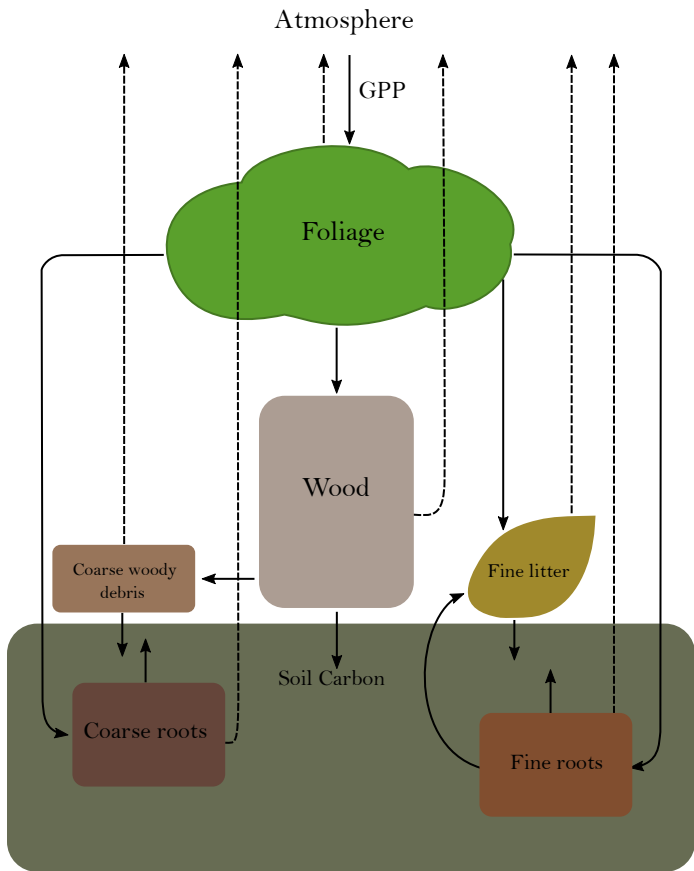 Atmosphere
GPP
Foliage
Wood
Coarse woody
debris
Fine litter
Soil Carbon
Coarse roots
Fine roots